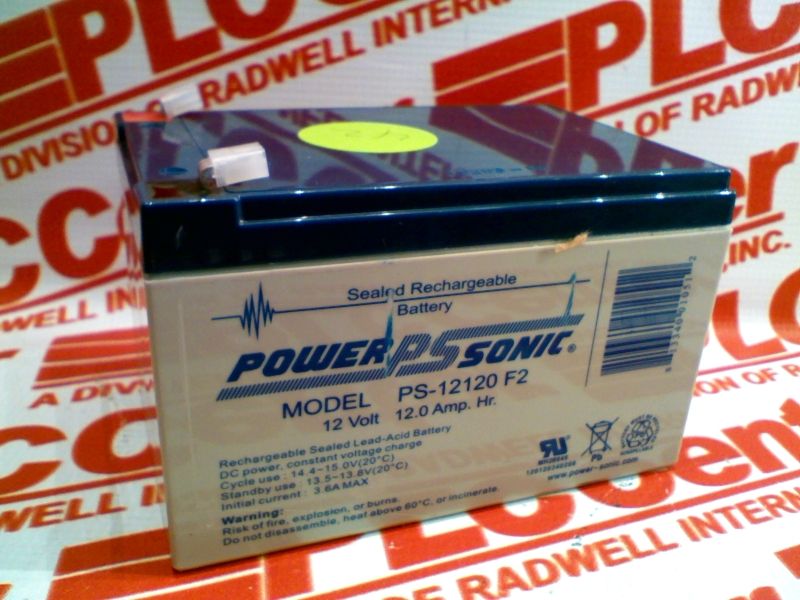 PLCCenter
A DIVISION OF RADWELL INTERNATIONAL
PLC
OF RADWELL
Sealed Rechargeable
Battery
POWER PS SONIC®
MODEL PS-12120 F2
12 Volt 12.0 Amp. Hr.
Rechargeable Sealed Lead-Acid Battery
DC power, constant voltage charge
Cycle use : 14.4~15.0V(20°C)
Standby use : 13.5~13.8V(20°C)
Initial current : 3.6A MAX
Warning:
Risk of fire, explosion, or burns.
Do not disassemble, heat above 60°C, or incinerate.
Pb
www.power-sonic.com
INC.
RADWELL INTERN
A DIVISI
PLCCent
OF RADWELL INTERN